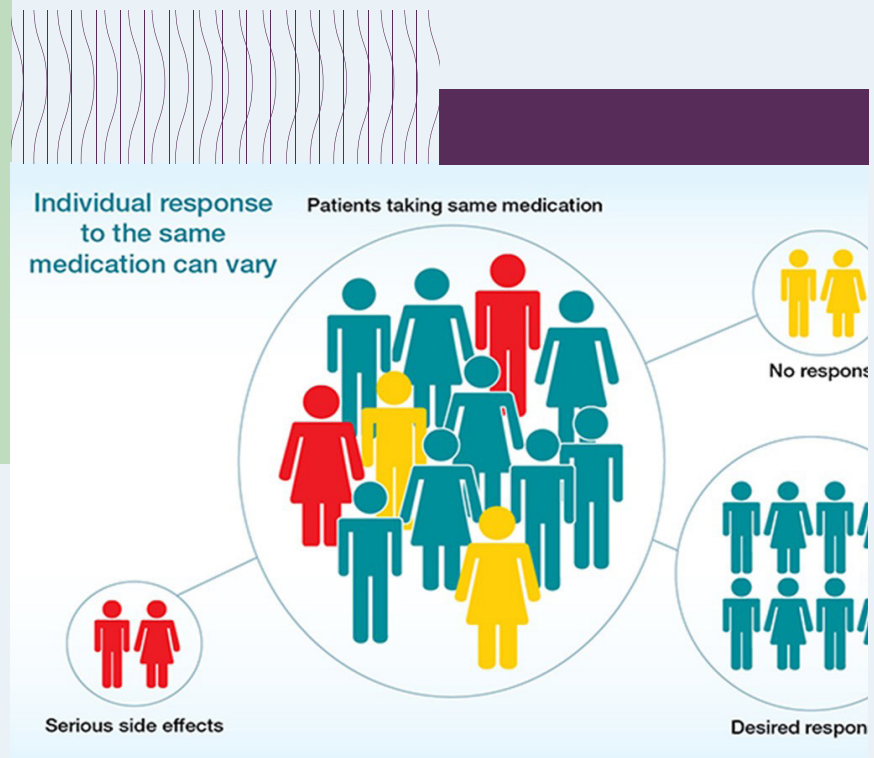 Individual response
to the same
medication can vary
Patients taking same medication
No respons
Desired respon
Serious side effects